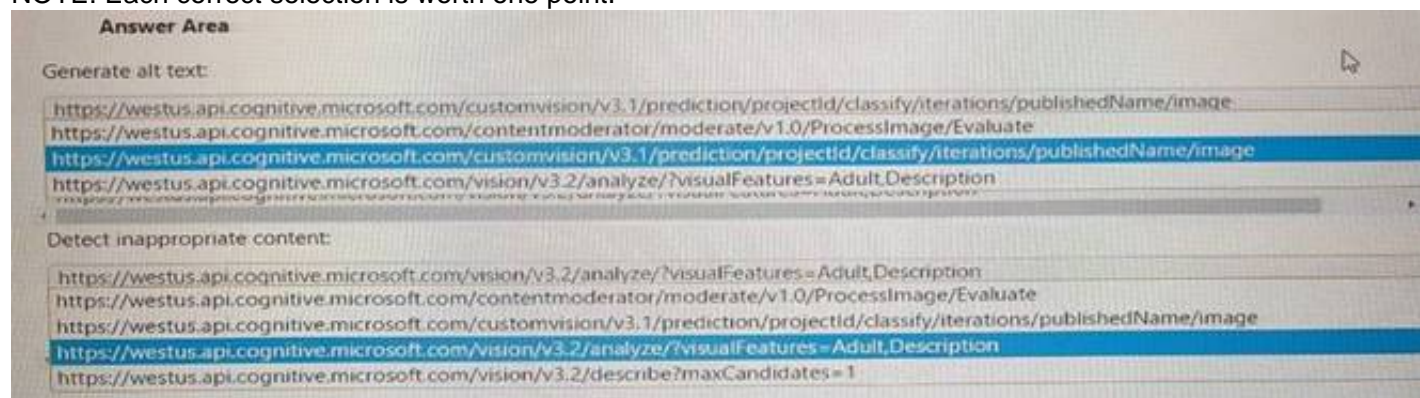 NOTE: Each correct selection is worth one point.
Answer Area
Generate alt text:
https://westus.api.cognitive.microsoft.com/customvision/v3.1/prediction/projectId/classify/iterations/publishedName/image
https://westus.api.cognitive.microsoft.com/contentmoderator/moderate/v1.0/ProcessImage/Evaluate
https://westus.api.cognitive.microsoft.com/customvision/v3.1/prediction/projectId/classify/iterations/publishedName/image
https://westus.api.cognitive.microsoft.com/vision/v3.2/analyze/?visualFeatures=Adult,Description
Detect inappropriate content:
https://westus.api.cognitive.microsoft.com/vision/v3.2/analyze/?visualFeatures=Adult,Description
https://westus.api.cognitive.microsoft.com/contentmoderator/moderate/v1.0/ProcessImage/Evaluate
https://westus.api.cognitive.microsoft.com/customvision/v3.1/prediction/projectId/classify/iterations/publishedName/image
https://westus.api.cognitive.microsoft.com/vision/v3.2/analyze/?visualFeatures=Adult,Description
https://westus.api.cognitive.microsoft.com/vision/v3.2/describe?maxCandidates=1